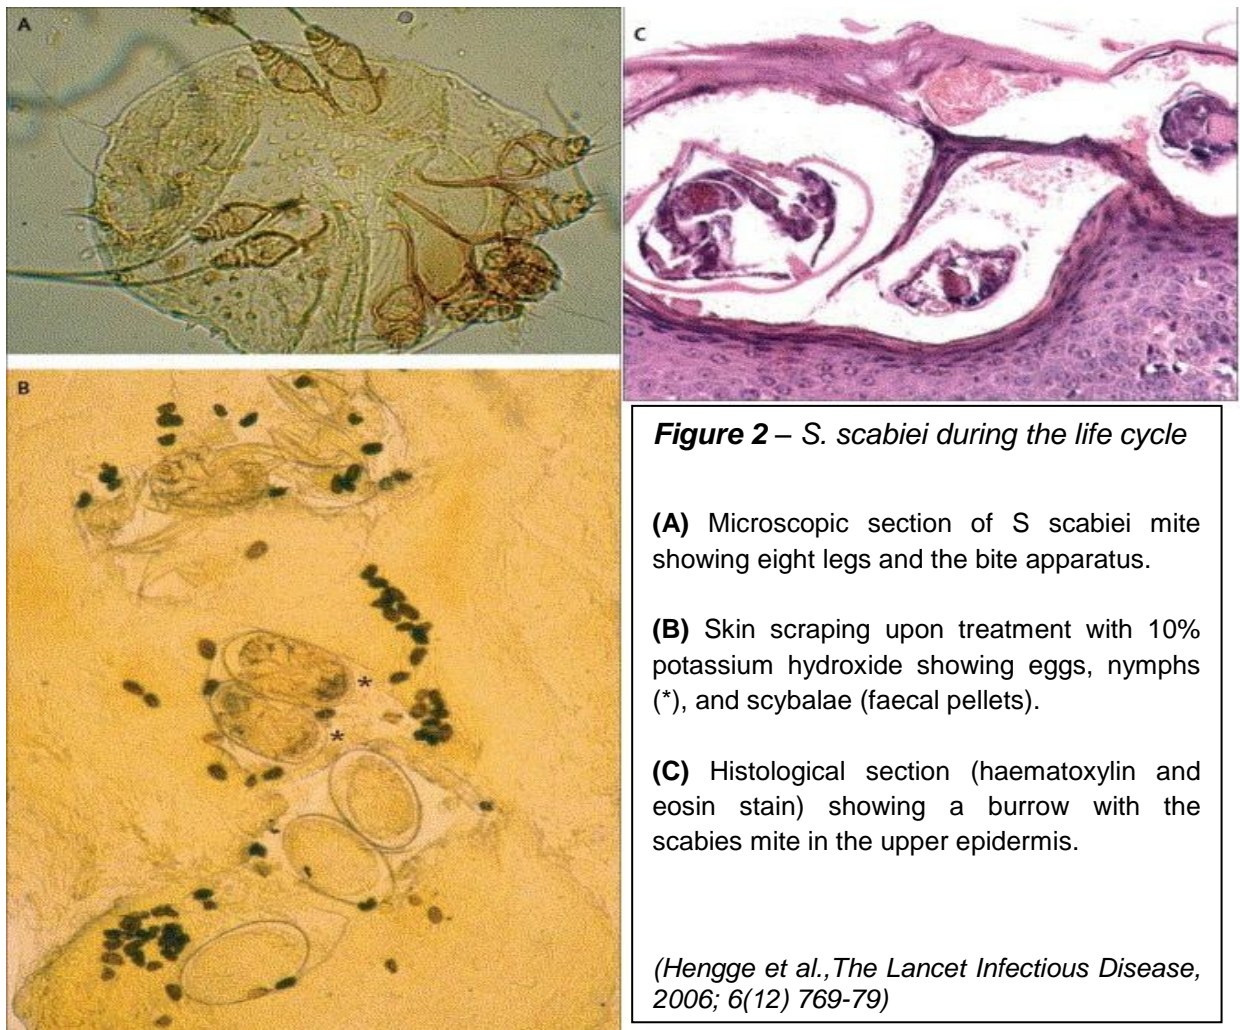 A
C
B
*
*
Figure 2 – S. scabiei during the life cycle
(A) Microscopic section of S scabiei mite
showing eight legs and the bite apparatus.
(B) Skin scraping upon treatment with 10%
potassium hydroxide showing eggs, nymphs
(*), and scybalae (faecal pellets).
(C) Histological section (haematoxylin and
eosin stain) showing a burrow with the
scabies mite in the upper epidermis.
(Hengge et al.,The Lancet Infectious Disease,
2006; 6(12) 769-79)